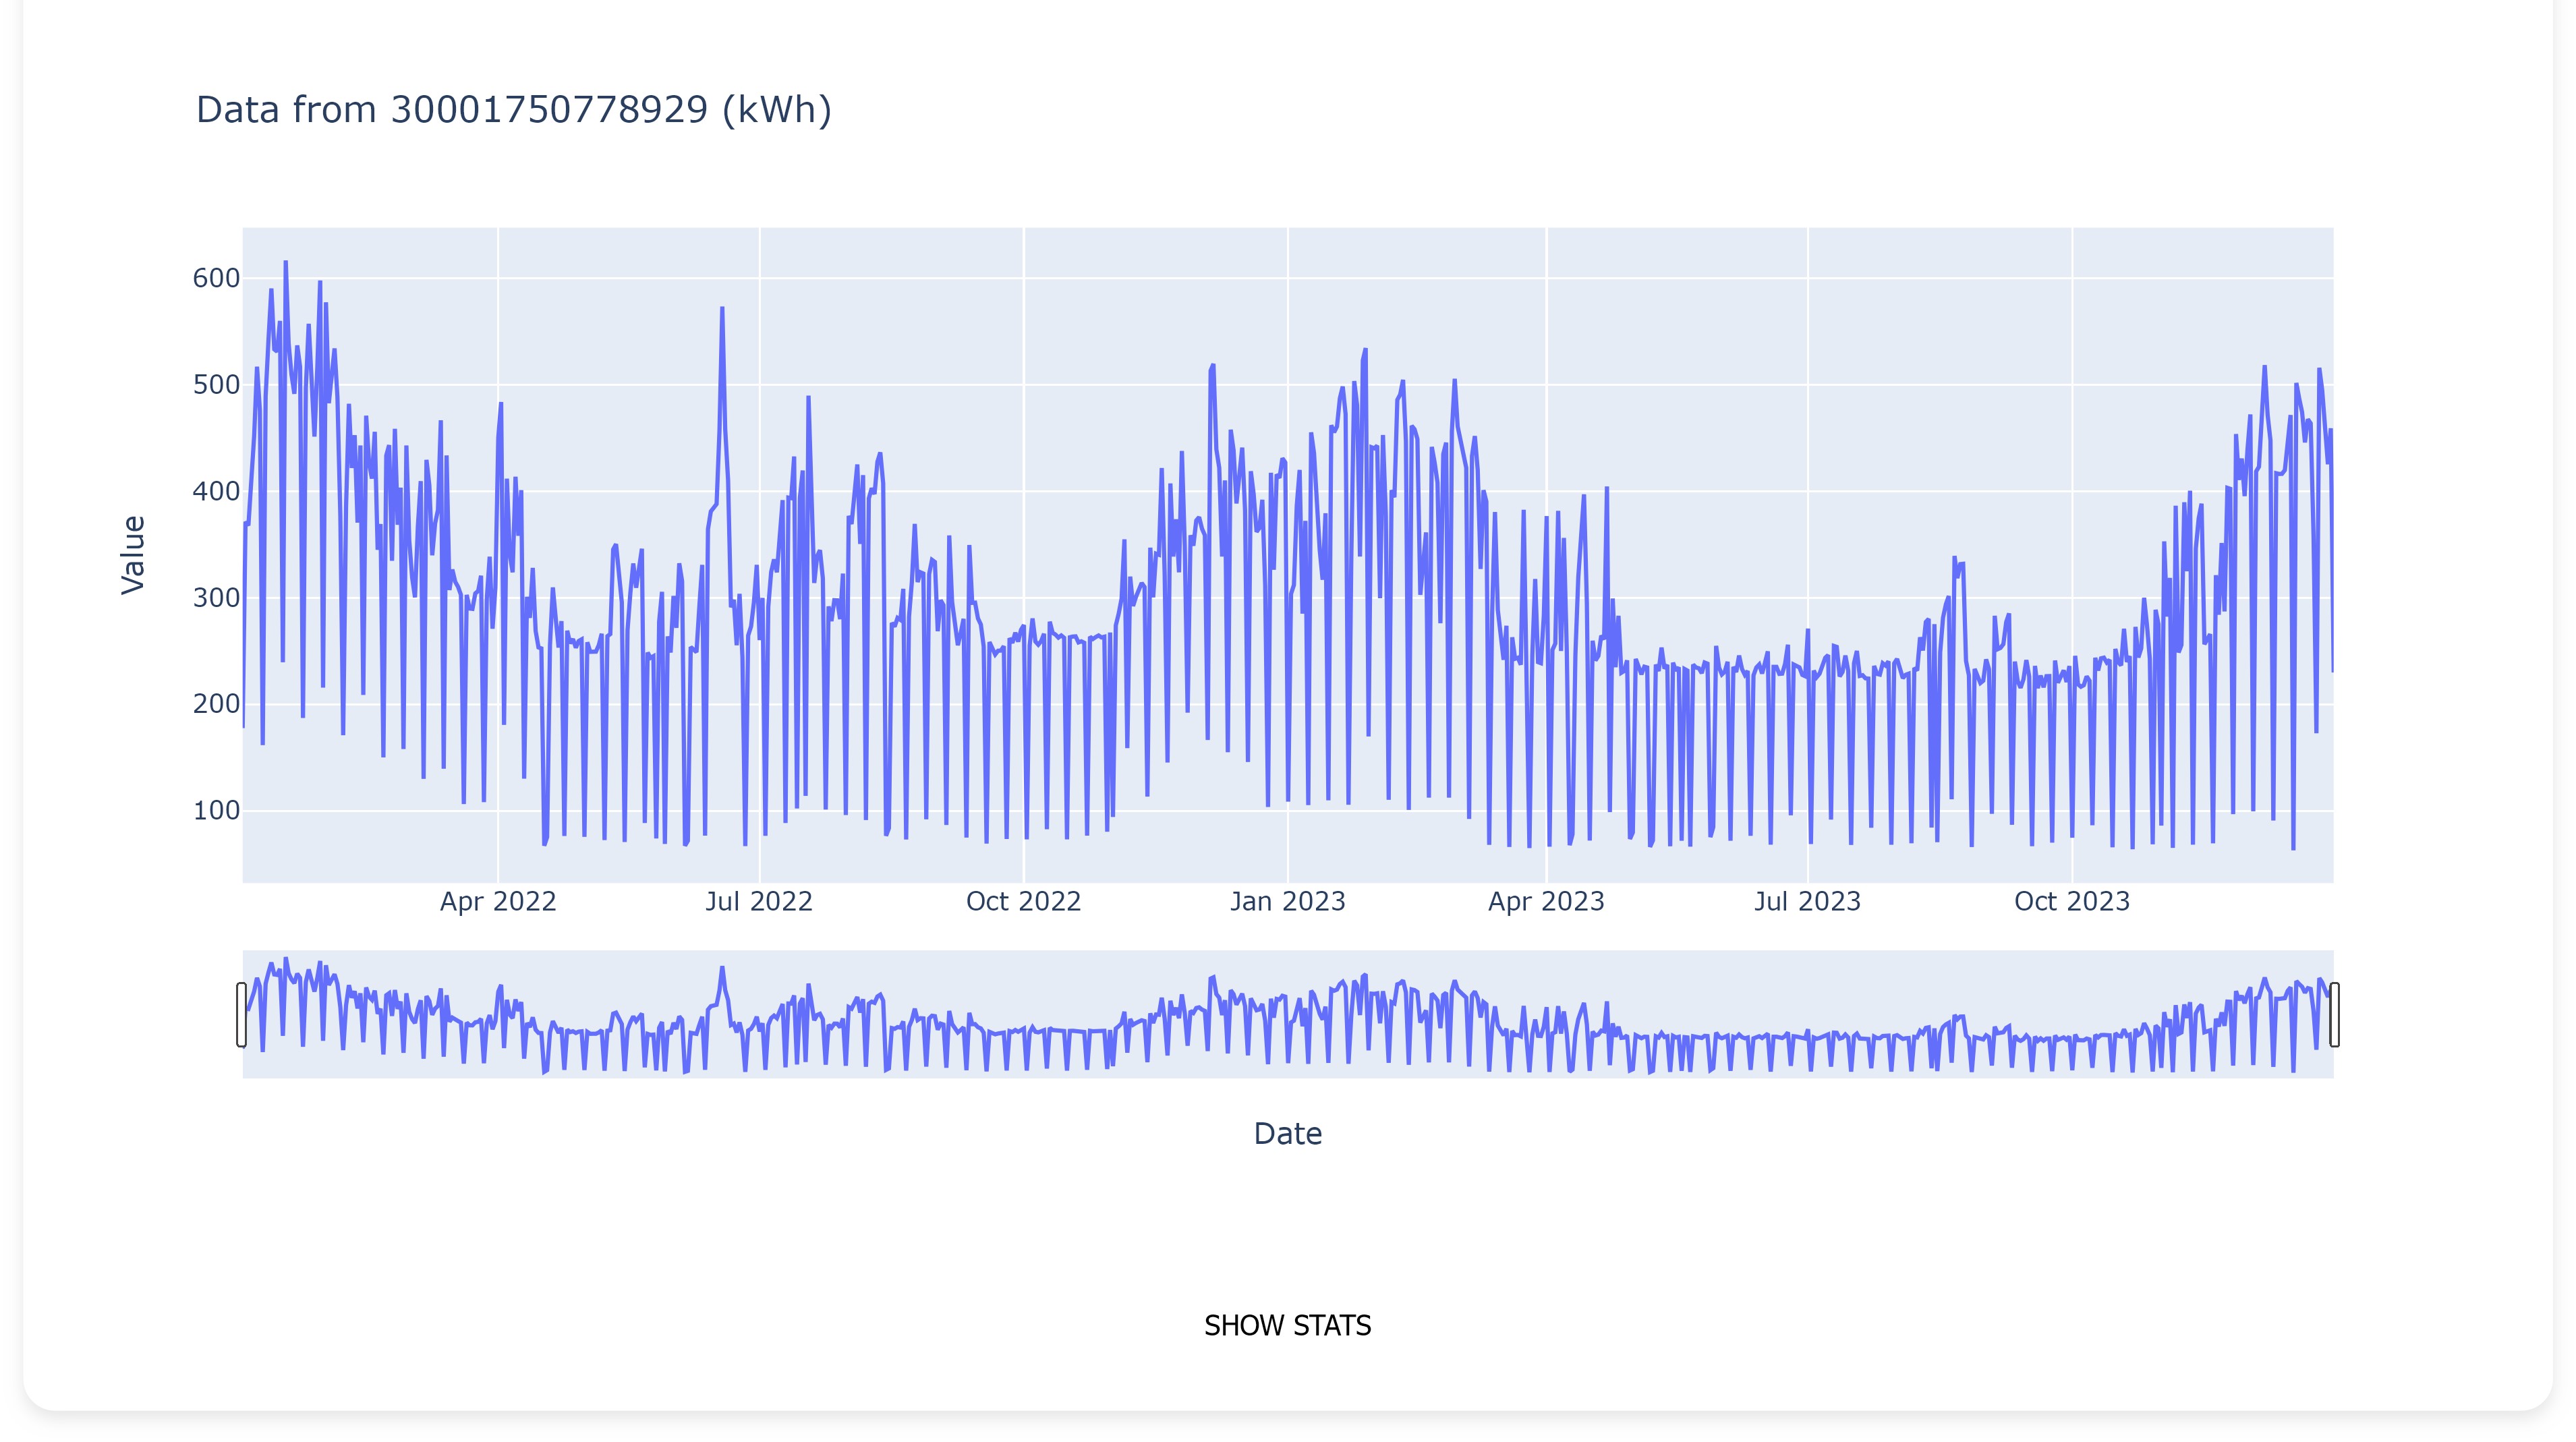 Data from 30001750778929 (kWh)
600
500
400
300
200
100
Value
Apr 2022
Jul 2022
Oct 2022
Jan 2023
Apr 2023
Jul 2023
Oct 2023
Date
SHOW STATS